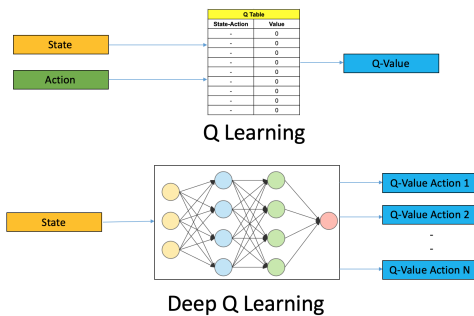 Q Table
State-Action Value
- 0
- 0
- 0
- 0
- 0
- 0
- 0
- 0
- 0
State
Action
Q-Value
Q Learning
State
Q-Value Action 1
Q-Value Action 2
-
-
Q-Value Action N
Deep Q Learning